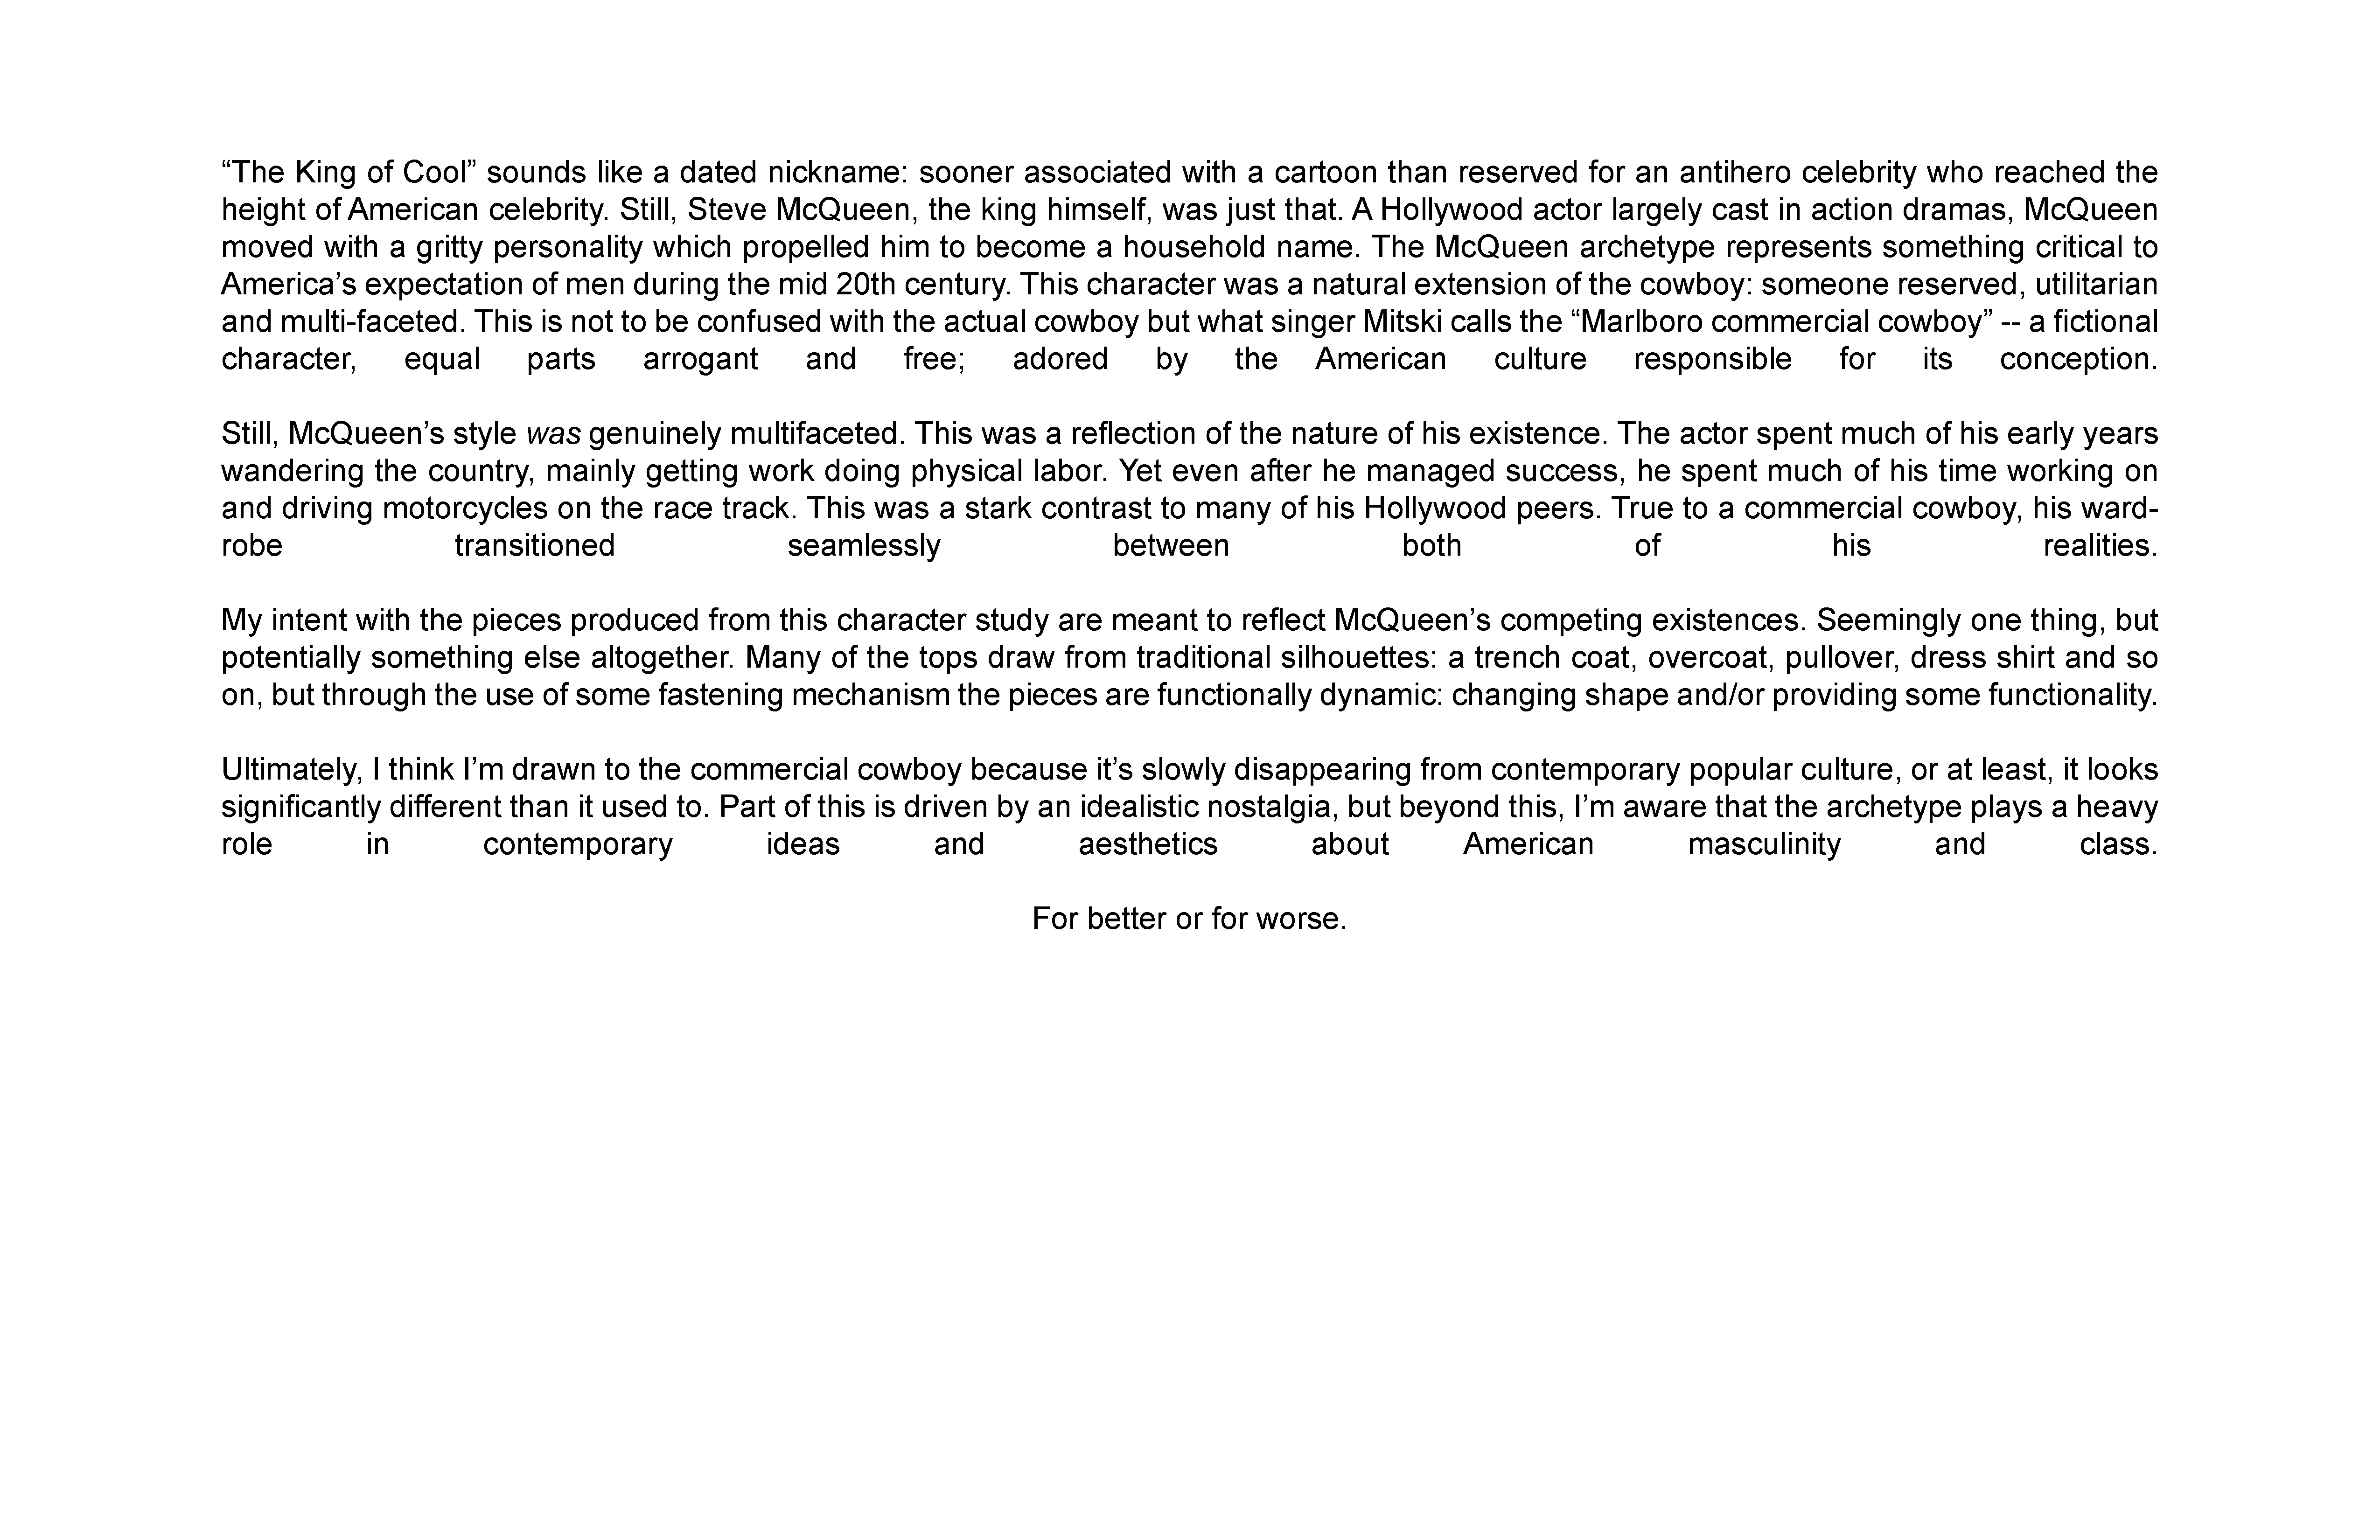 “The King of Cool” sounds like a dated nickname: sooner associated with a cartoon than reserved for an antihero celebrity who reached the
height of American celebrity. Still, Steve McQueen, the king himself, was just that. A Hollywood actor largely cast in action dramas, McQueen
moved with a gritty personality which propelled him to become a household name. The McQueen archetype represents something critical to
America’s expectation of men during the mid 20th century. This character was a natural extension of the cowboy: someone reserved, utilitarian
and multi-faceted. This is not to be confused with the actual cowboy but what singer Mitski calls the “Marlboro commercial cowboy” -- a fictional
character, equal parts arrogant and free; adored by the American culture responsible for its conception.
Still, McQueen’s style was genuinely multifaceted. This was a reflection of the nature of his existence. The actor spent much of his early years
wandering the country, mainly getting work doing physical labor. Yet even after he managed success, he spent much of his time working on
and driving motorcycles on the race track. This was a stark contrast to many of his Hollywood peers. True to a commercial cowboy, his ward-
robe transitioned seamlessly between both of his realities.
My intent with the pieces produced from this character study are meant to reflect McQueen’s competing existences. Seemingly one thing, but
potentially something else altogether. Many of the tops draw from traditional silhouettes: a trench coat, overcoat, pullover, dress shirt and so
on, but through the use of some fastening mechanism the pieces are functionally dynamic: changing shape and/or providing some functionality.
Ultimately, I think I’m drawn to the commercial cowboy because it’s slowly disappearing from contemporary popular culture, or at least, it looks
significantly different than it used to. Part of this is driven by an idealistic nostalgia, but beyond this, I’m aware that the archetype plays a heavy
role in contemporary ideas and aesthetics about American masculinity and class.
For better or for worse.